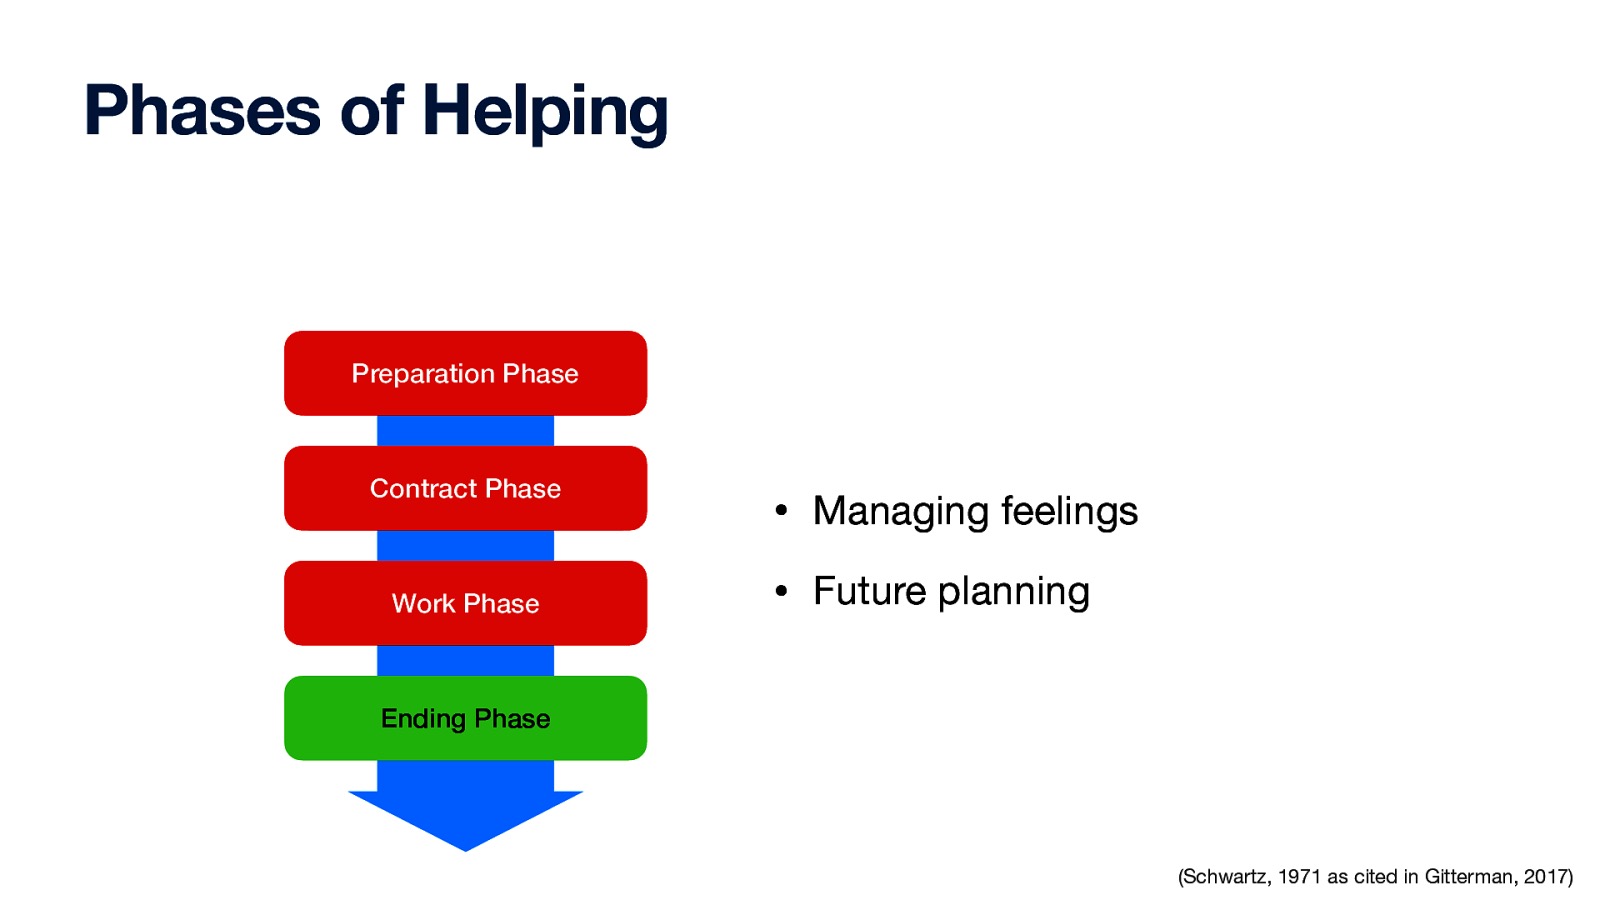 Phases of Helping
Preparation Phase
Contract Phase
Work Phase
Ending Phase
• Managing feelings
• Future planning
(Schwartz, 1971 as cited in Gitterman, 2017)